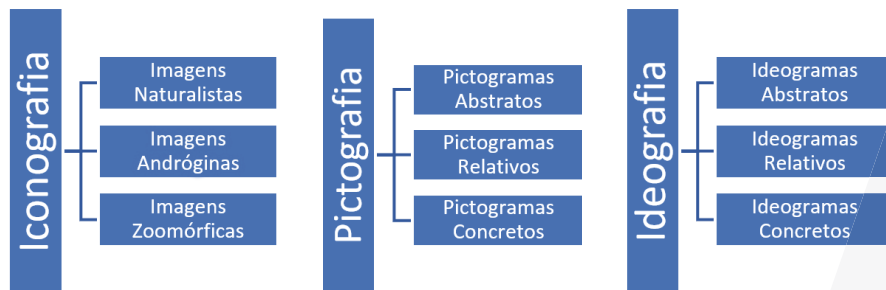 Iconografia
Imagens
Naturalistas
Imagens
Andróginas
Imagens
Zoomórficas
Pictografia
Pictogramas
Abstratos
Pictogramas
Relativos
Pictogramas
Concretos
Ideografia
Ideogramas
Abstratos
Ideogramas
Relativos
Ideogramas
Concretos